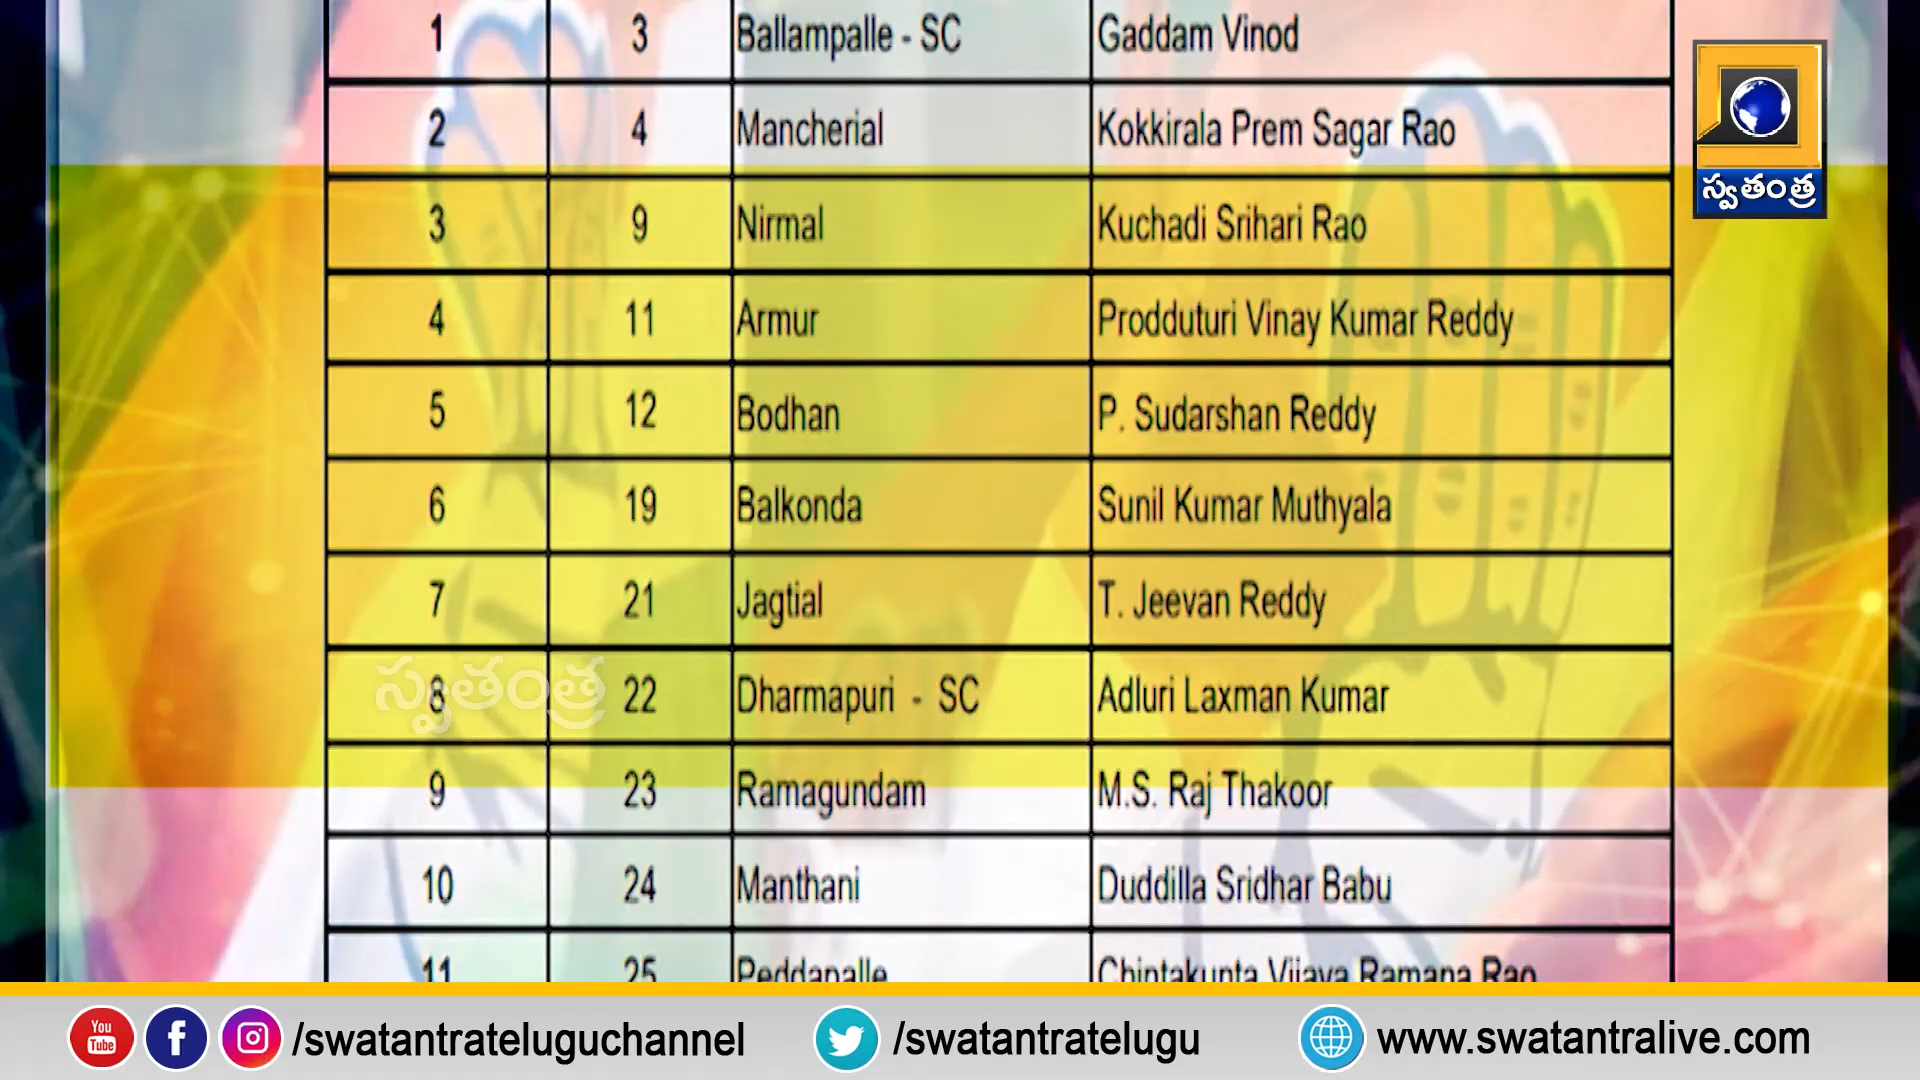 1 3 Ballampalle - SC Gaddam Vinod
2 4 Mancherial Kokkirala Prem Sagar Rao
స్వతంత్ర
3 9 Nirmal Kuchadi Srihari Rao
4 11 Armur Prodduturi Vinay Kumar Reddy
5 12 Bodhan P. Sudarshan Reddy
6 19 Balkonda Sunil Kumar Muthyala
7 21 Jagtial T. Jeevan Reddy
స్వతంత్ర
8 22 Dharmapuri - SC Adluri Laxman Kumar
9 23 Ramagundam M.S. Raj Thakoor
10 24 Manthani Duddilla Sridhar Babu
11 25 Peddapalle Chintakunta Vijaya Ramana Rao
You Tube /swatantrateluguchannel /swatantratelugu www.swatantralive.com